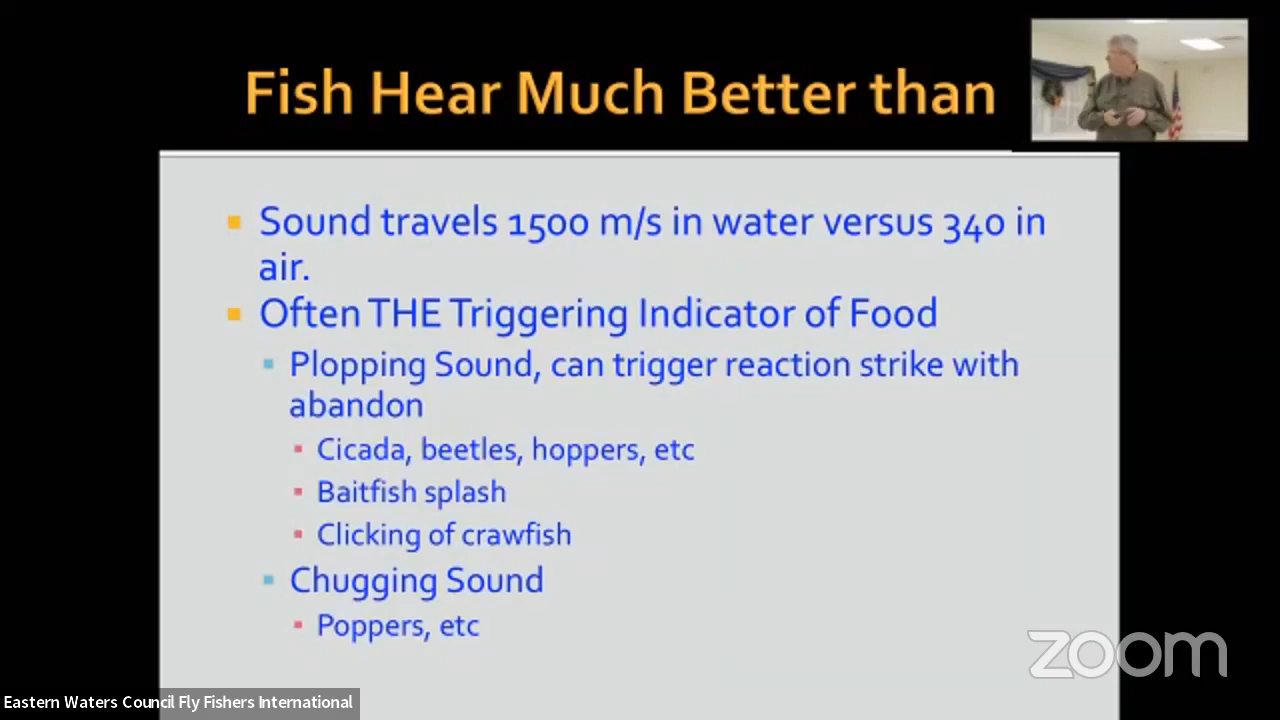 Fish Hear Much Better than
Sound travels 1500 m/s in water versus 340 in
air.
Often THE Triggering Indicator of Food
Plopping Sound, can trigger reaction strike with
abandon
Cicada, beetles, hoppers, etc
Baitfish splash
Clicking of crawfish
Chugging Sound
Poppers, etc
zoom
Eastern Waters Council Fly Fishers International